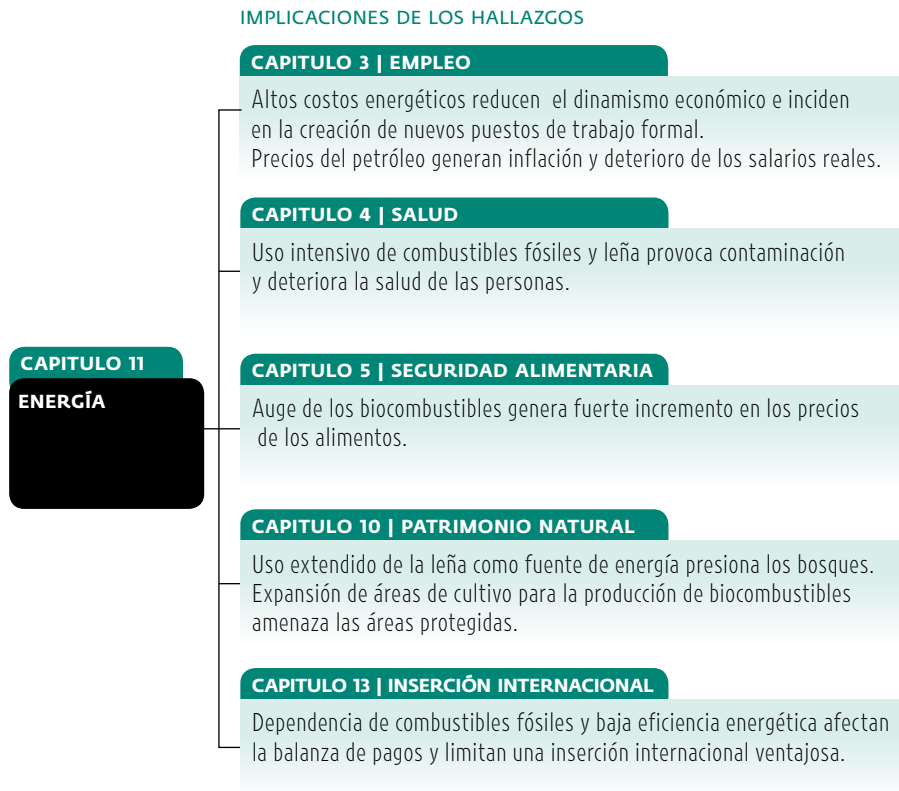 IMPLICACIONES DE LOS HALLAZGOS
CAPITULO 3 | EMPLEO
Altos costos energéticos reducen el dinamismo económico e inciden
en la creación de nuevos puestos de trabajo formal.
Precios del petróleo generan inflación y deterioro de los salarios reales.
CAPITULO 4 | SALUD
Uso intensivo de combustibles fósiles y leña provoca contaminación
y deteriora la salud de las personas.
CAPITULO 11
ENERGÍA
CAPITULO 5 | SEGURIDAD ALIMENTARIA
Auge de los biocombustibles genera fuerte incremento en los precios
de los alimentos.
CAPITULO 10 | PATRIMONIO NATURAL
Uso extendido de la leña como fuente de energía presiona los bosques.
Expansión de áreas de cultivo para la producción de biocombustibles
amenaza las áreas protegidas.
CAPITULO 13 | INSERCIÓN INTERNACIONAL
Dependencia de combustibles fósiles y baja eficiencia energética afectan
la balanza de pagos y limitan una inserción internacional ventajosa.